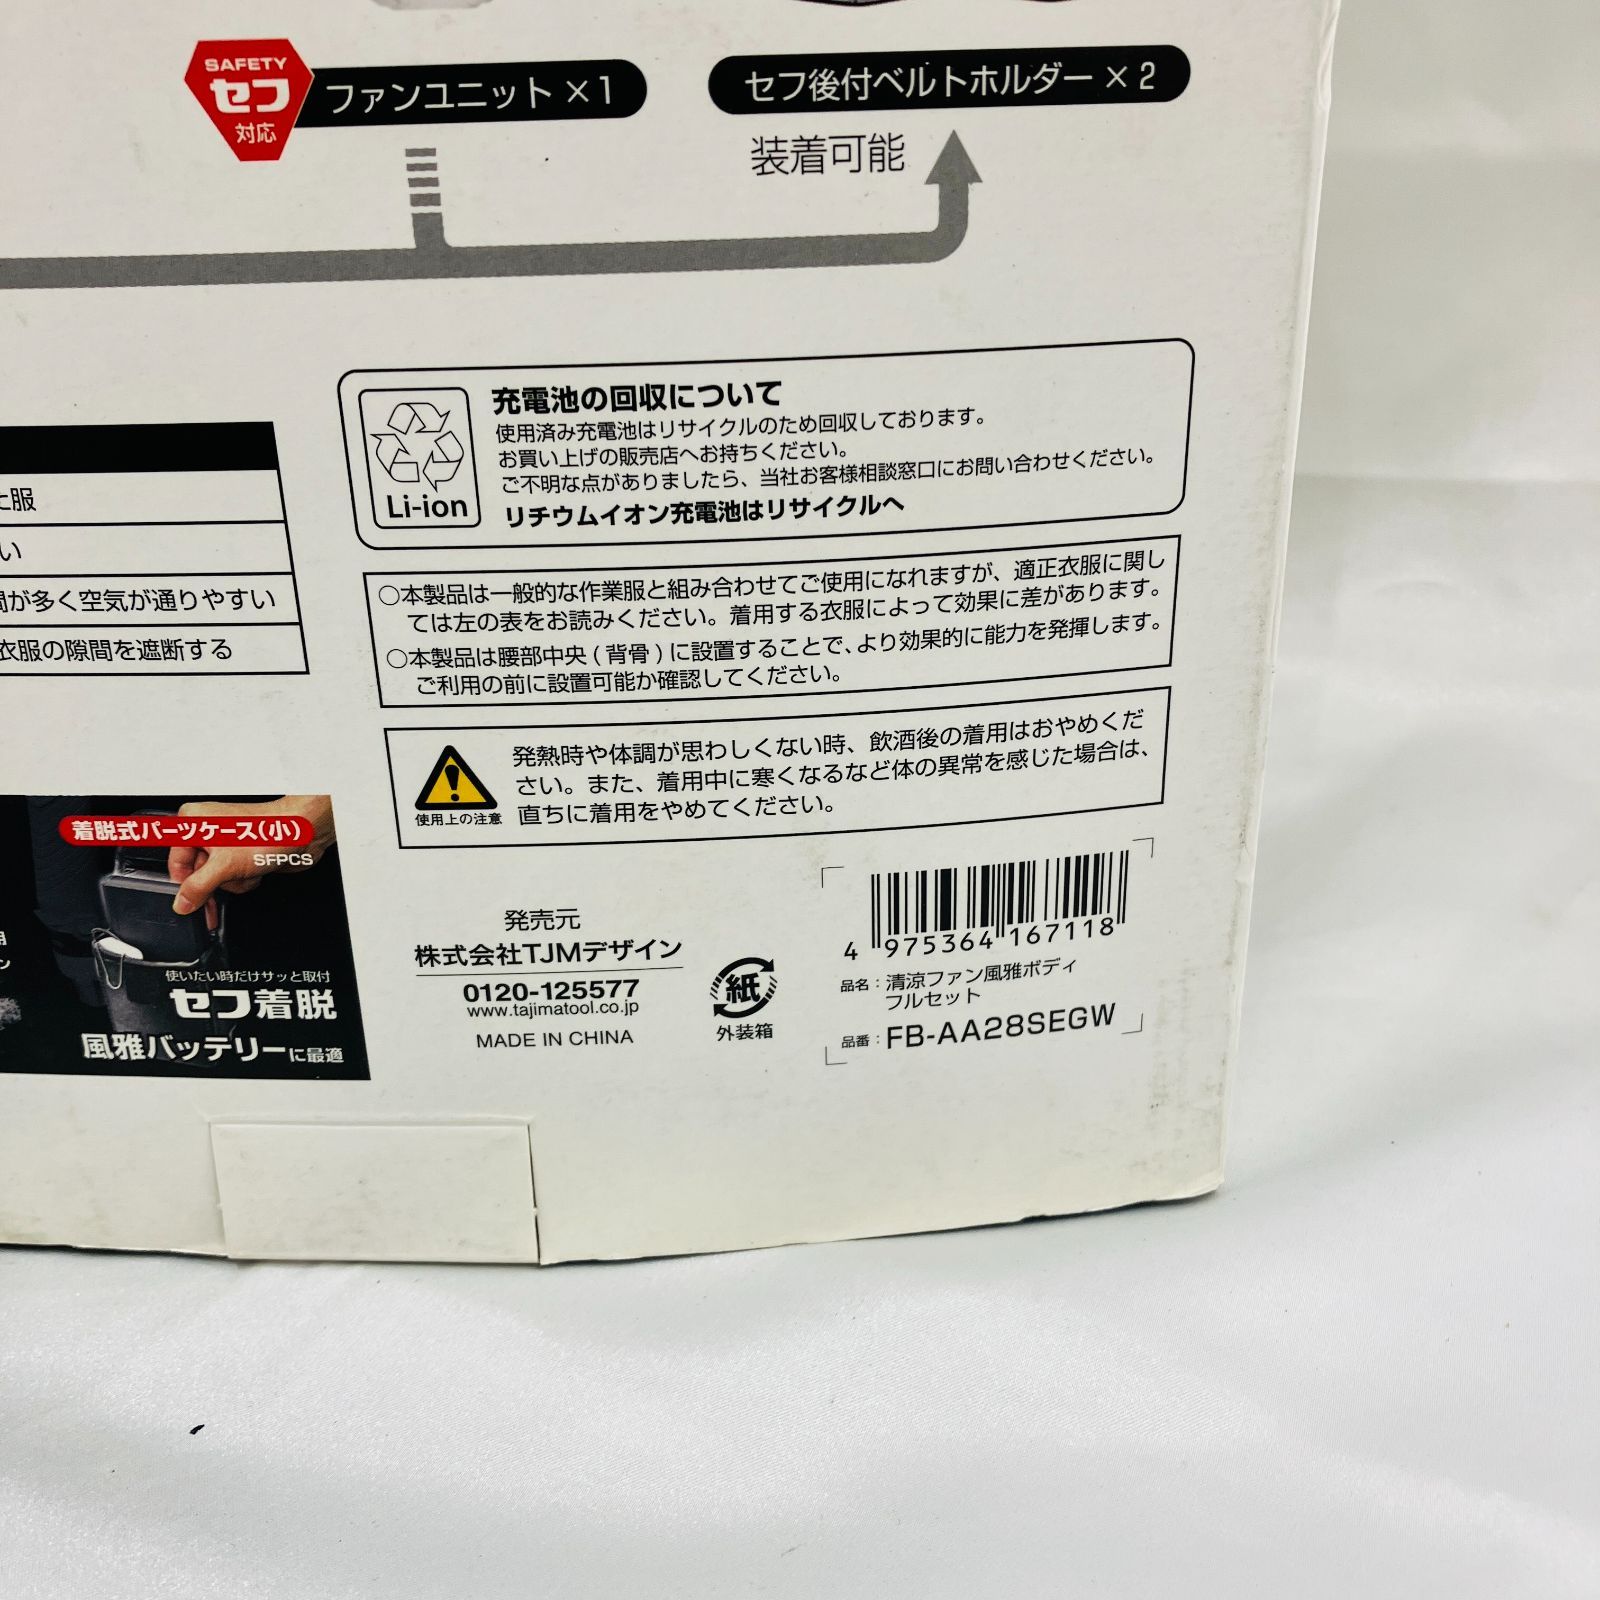 SAFETY
セフ
対応
ファンユニット×1
セフ後付ベルトホルダー×2
装着可能
充電池の回収について
使用済み充電池はリサイクルのため回収しております。
お買い上げの販売店へお持ちください。
ご不明な点がありましたら、当社お客様相談窓口にお問い合わせください。
リチウムイオン充電池はリサイクルへ
Li-ion
服
い
が多く空気が通りやすい
衣服の隙間を遮断する
○本製品は一般的な作業服と組み合わせてご使用になれますが、適正衣服に関し
ては左の表をお読みください。着用する衣服によって効果に差があります。
○本製品は腰部中央(背骨)に設置することで、より効果的に能力を発揮します。
ご利用の前に設置可能か確認してください。
発熱時や体調が思わしくない時、飲酒後の着用はおやめくだ
さい。また、着用中に寒くなるなど体の異常を感じた場合は、
直ちに着用をやめてください。
使用上の注意
着脱式パーツケース(小)
SFPCS
使いたい時だけサッと取付
セフ着脱
風雅バッテリーに最適
発売元
株式会社TJMデザイン
0120-125577
www.tajimatool.co.jp
MADE IN CHINA
紙
外装箱
4 975364 167118
品名：清涼ファン風雅ボディ
フルセット
品番：FB-AA28SEGW